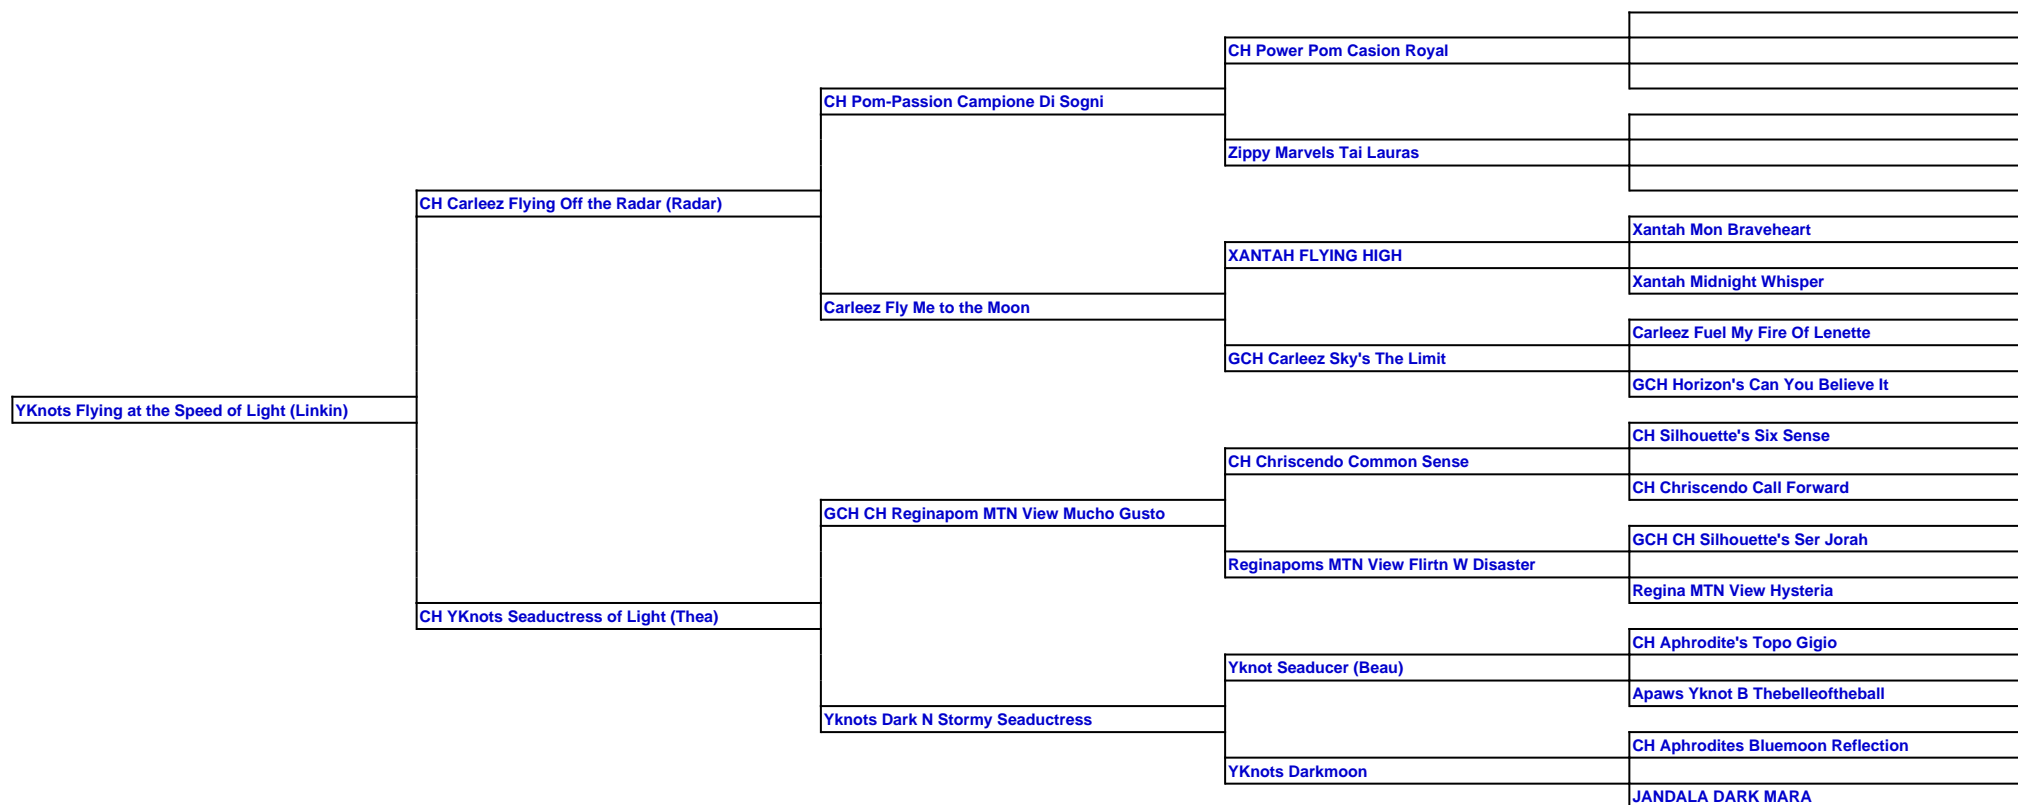 CH Power Pom Casion Royal
CH Pom-Passion Campione Di Sogni
Zippy Marvels Tai Lauras
CH Carleez Flying Off the Radar (Radar)
Xantah Mon Braveheart
XANTAH FLYING HIGH
Xantah Midnight Whisper
Carleez Fly Me to the Moon
Carleez Fuel My Fire Of Lenette
GCH Carleez Sky's The Limit
GCH Horizon's Can You Believe It
YKnots Flying at the Speed of Light (Linkin)
CH Silhouette's Six Sense
CH Chriscendo Common Sense
CH Chriscendo Call Forward
GCH CH Reginapom MTN View Mucho Gusto
GCH CH Silhouette's Ser Jorah
Reginapoms MTN View Flirtn W Disaster
Regina MTN View Hysteria
CH YKnots Seaductress of Light (Thea)
CH Aphrodite's Topo Gigio
Yknot Seaducer (Beau)
Apaws Yknot B Thebelleoftheball
Yknots Dark N Stormy Seaductress
CH Aphrodites Bluemoon Reflection
YKnots Darkmoon
JANDALA DARK MARA